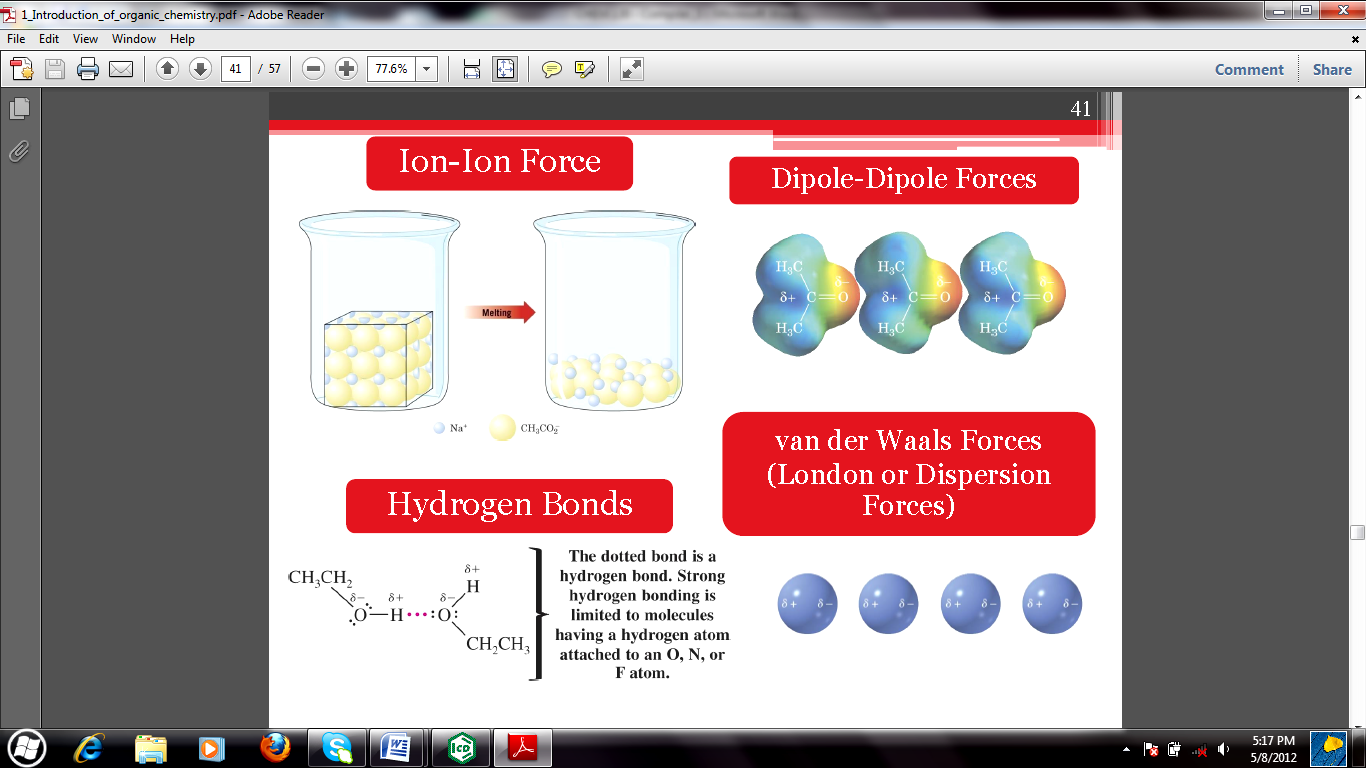 1_Introduction_of_organic_chemistry.pdf - Adobe Reader
File Edit View Window Help
41 / 57
77.6%
Comment Share
41
Ion-Ion Force
Melting
Na⁺
CH₃CO₂⁻
Dipole-Dipole Forces
H₃C H₃C H₃C
δ− δ− δ−
δ+ C=O δ+ C=O δ+ C=O
H₃C H₃C H₃C
van der Waals Forces
(London or Dispersion
Forces)
δ+ δ− δ+ δ− δ+ δ− δ+ δ−
Hydrogen Bonds
δ+
CH₃CH₂ H
δ− δ+ δ−
:O—H•••:O:
CH₂CH₃
The dotted bond is a
hydrogen bond. Strong
hydrogen bonding is
limited to molecules
having a hydrogen atom
attached to an O, N, or
F atom.
W
ICD
5:17 PM
5/8/2012